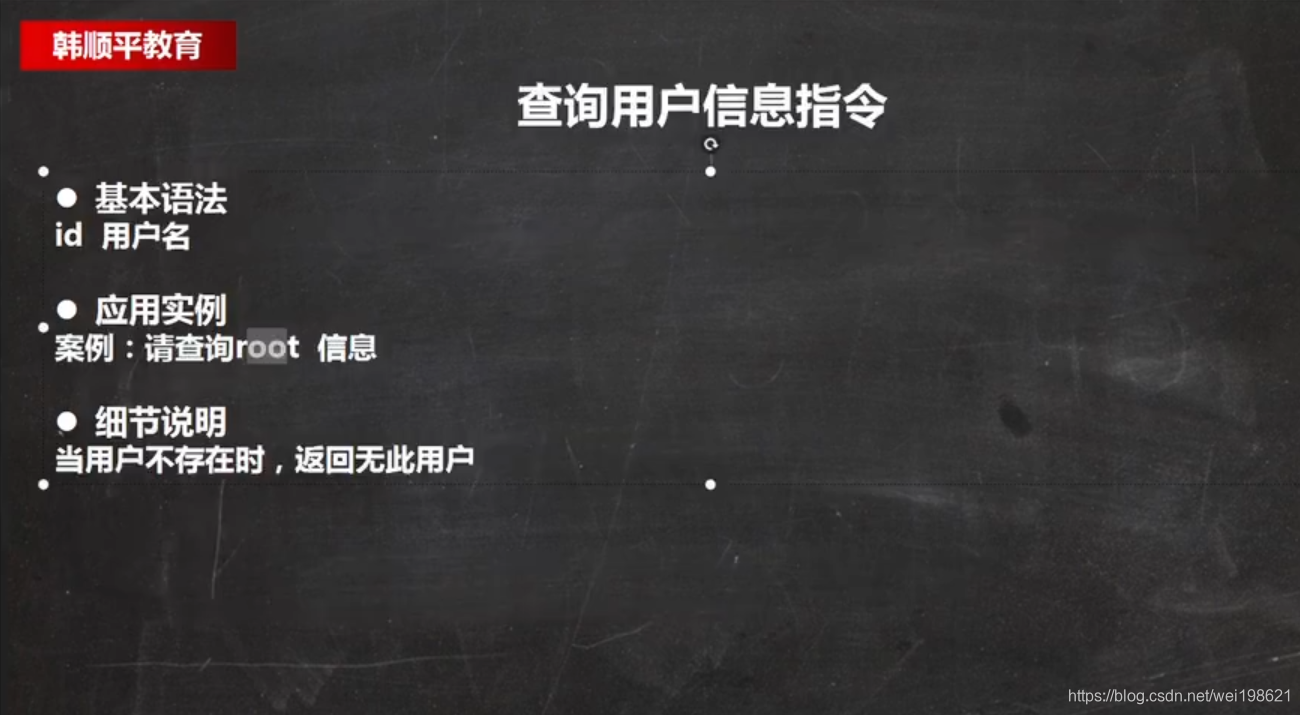 韩顺平教育
查询用户信息指令
● 基本语法
id 用户名
● 应用实例
案例：请查询root 信息
● 细节说明
当用户不存在时，返回无此用户
https://blog.csdn.net/wei198621